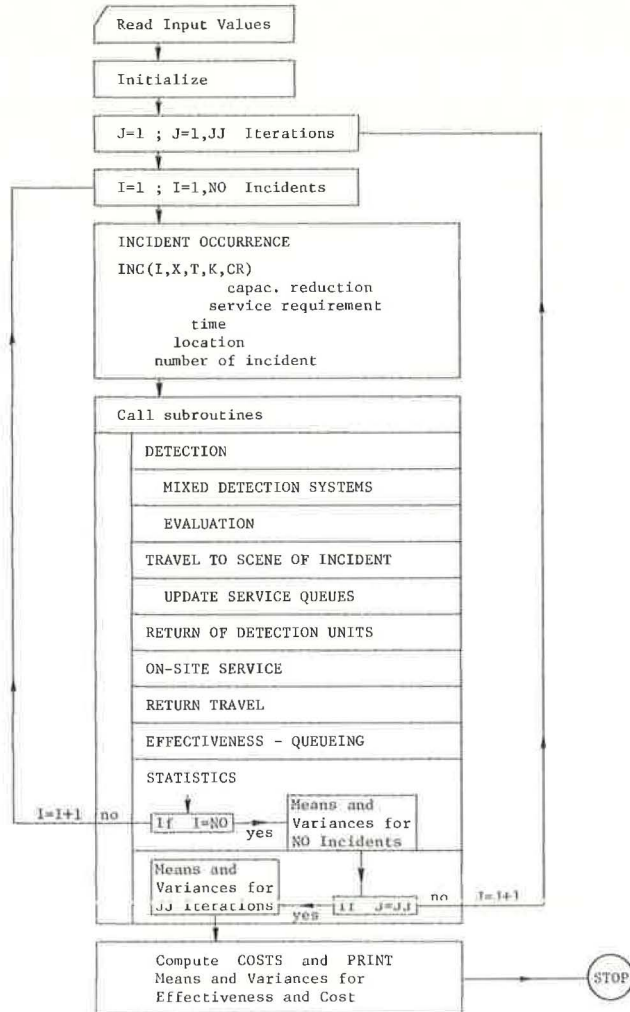 Read Input Values
Initialize
J=1 ; J=1,JJ Iterations
I=1 ; I=1,NO Incidents
INCIDENT OCCURRENCE
INC(I,X,T,K,CR)
capac. reduction
service requirement
time
location
number of incident
Call subroutines
DETECTION
MIXED DETECTION SYSTEMS
EVALUATION
TRAVEL TO SCENE OF INCIDENT
UPDATE SERVICE QUEUES
RETURN OF DETECTION UNITS
ON-SITE SERVICE
RETURN TRAVEL
EFFECTIVENESS - QUEUEING
STATISTICS
I=I+1 no
If I=NO
yes
Means and
Variances for
NO Incidents
Means and
Variances for
JJ Iterations
yes
If J=JJ
no J=J+1
Compute COSTS and PRINT
Means and Variances for
Effectiveness and Cost
STOP